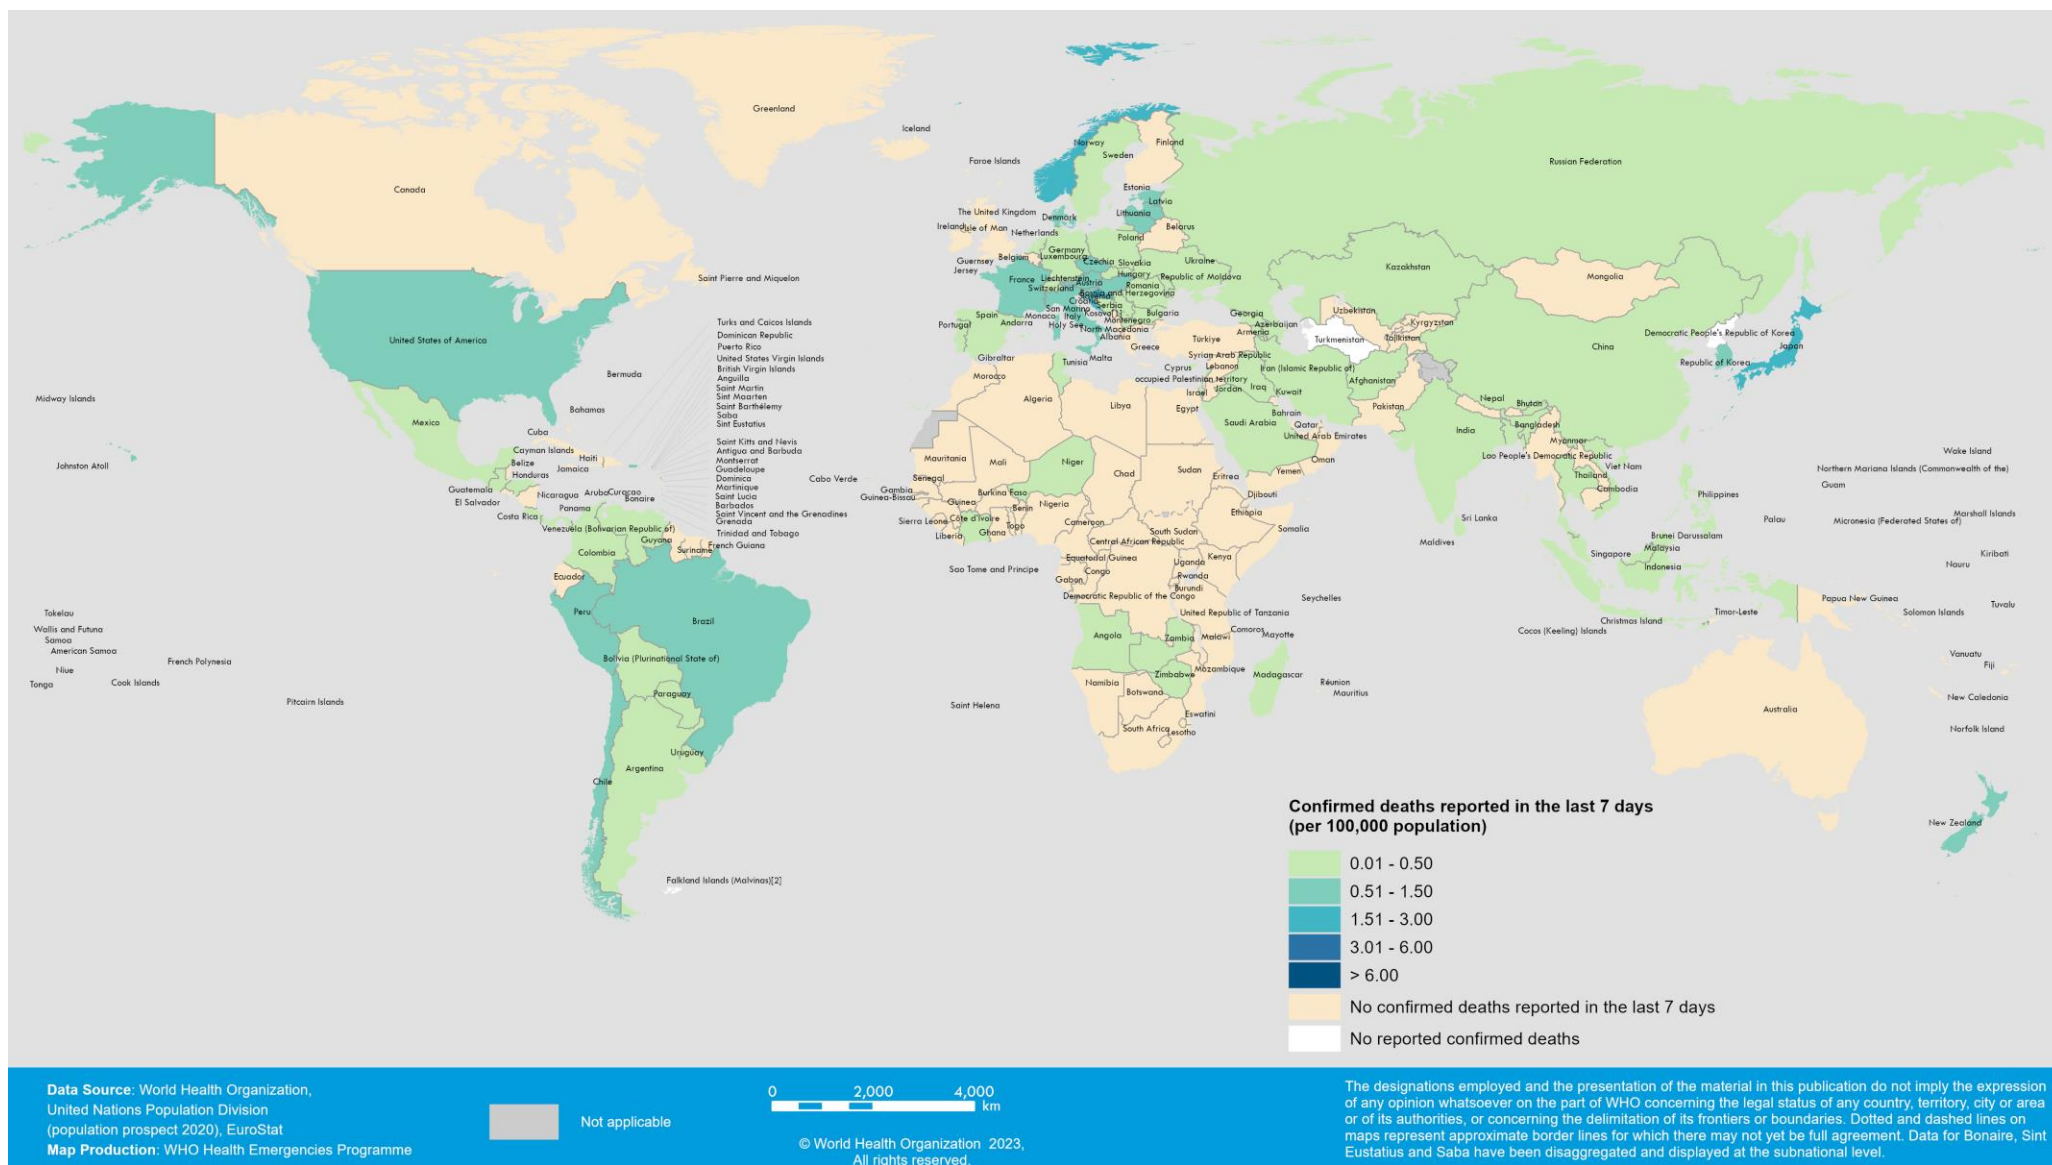 Greenland
Iceland
Faroe Islands
Norway
Sweden
Finland
Russian Federation
Canada
Estonia
Latvia
Lithuania
The United Kingdom
Denmark
Ireland
Isle of Man
Netherlands
Belarus
Poland
Germany
Guernsey
Belgium
Luxembourg
Jersey
Czechia
Slovakia
Ukraine
Kazakhstan
Mongolia
Saint Pierre and Miquelon
France
Liechtenstein
Hungary
Republic of Moldova
Switzerland
Austria
Romania
Bosnia and Herzegovina
Croatia
Serbia
San Marino
Kosovo[1]
Bulgaria
Spain
Monaco
Italy
Montenegro
Portugal
Andorra
Holy See
North Macedonia
Albania
Greece
Georgia
Azerbaijan
Armenia
Uzbekistan
Kyrgyzstan
Türkiye
Turkmenistan
Tajikistan
Democratic People's Republic of Korea
China
Japan
Republic of Korea
Turks and Caicos Islands
Dominican Republic
Puerto Rico
United States Virgin Islands
British Virgin Islands
Anguilla
Saint Martin
Sint Maarten
Saint Barthélemy
Saba
Sint Eustatius
Saint Kitts and Nevis
Antigua and Barbuda
Montserrat
Guadeloupe
Dominica
Martinique
Saint Lucia
Barbados
Saint Vincent and the Grenadines
Grenada
Trinidad and Tobago
French Guiana
United States of America
Bermuda
Midway Islands
Bahamas
Mexico
Cuba
Cayman Islands
Haiti
Belize
Jamaica
Honduras
Johnston Atoll
Guatemala
Nicaragua
Aruba
Curacao
Bonaire
El Salvador
Panama
Costa Rica
Venezuela (Bolivarian Republic of)
Guyana
Suriname
Colombia
Ecuador
Peru
Brazil
Bolivia (Plurinational State of)
Paraguay
Uruguay
Argentina
Chile
Falkland Islands (Malvinas)[2]
Gibraltar
Tunisia
Malta
Morocco
Cyprus
Syrian Arab Republic
Lebanon
Iran (Islamic Republic of)
occupied Palestinian territory
Israel
Jordan
Iraq
Kuwait
Afghanistan
Algeria
Libya
Egypt
Saudi Arabia
Bahrain
Qatar
United Arab Emirates
Oman
Yemen
Pakistan
Nepal
Bhutan
India
Bangladesh
Myanmar
Lao People's Democratic Republic
Viet Nam
Thailand
Cambodia
Philippines
Sri Lanka
Maldives
Brunei Darussalam
Malaysia
Singapore
Indonesia
Palau
Wake Island
Northern Mariana Islands (Commonwealth of the)
Guam
Marshall Islands
Micronesia (Federated States of)
Kiribati
Nauru
Cabo Verde
Mauritania
Mali
Niger
Chad
Sudan
Eritrea
Senegal
Gambia
Guinea-Bissau
Guinea
Burkina Faso
Benin
Nigeria
Djibouti
Ethiopia
Somalia
Sierra Leone
Côte d'Ivoire
Togo
Ghana
Liberia
Cameroon
South Sudan
Central African Republic
Equatorial Guinea
Sao Tome and Principe
Gabon
Congo
Uganda
Kenya
Rwanda
Burundi
Democratic Republic of the Congo
United Republic of Tanzania
Seychelles
Angola
Zambia
Malawi
Comoros
Mayotte
Mozambique
Zimbabwe
Madagascar
Namibia
Botswana
Réunion
Mauritius
Saint Helena
Eswatini
South Africa
Lesotho
Papua New Guinea
Solomon Islands
Timor-Leste
Christmas Island
Cocos (Keeling) Islands
Tuvalu
Vanuatu
Fiji
New Caledonia
Norfolk Island
Australia
New Zealand
Tokelau
Wallis and Futuna
Samoa
American Samoa
Niue
Tonga
Cook Islands
French Polynesia
Pitcairn Islands
Confirmed deaths reported in the last 7 days
(per 100,000 population)
0.01 - 0.50
0.51 - 1.50
1.51 - 3.00
3.01 - 6.00
> 6.00
No confirmed deaths reported in the last 7 days
No reported confirmed deaths
Data Source: World Health Organization,
United Nations Population Division
(population prospect 2020), EuroStat
Map Production: WHO Health Emergencies Programme
Not applicable
0 2,000 4,000
km
© World Health Organization 2023,
All rights reserved.
The designations employed and the presentation of the material in this publication do not imply the expression
of any opinion whatsoever on the part of WHO concerning the legal status of any country, territory, city or area
or of its authorities, or concerning the delimitation of its frontiers or boundaries. Dotted and dashed lines on
maps represent approximate border lines for which there may not yet be full agreement. Data for Bonaire, Sint
Eustatius and Saba have been disaggregated and displayed at the subnational level.